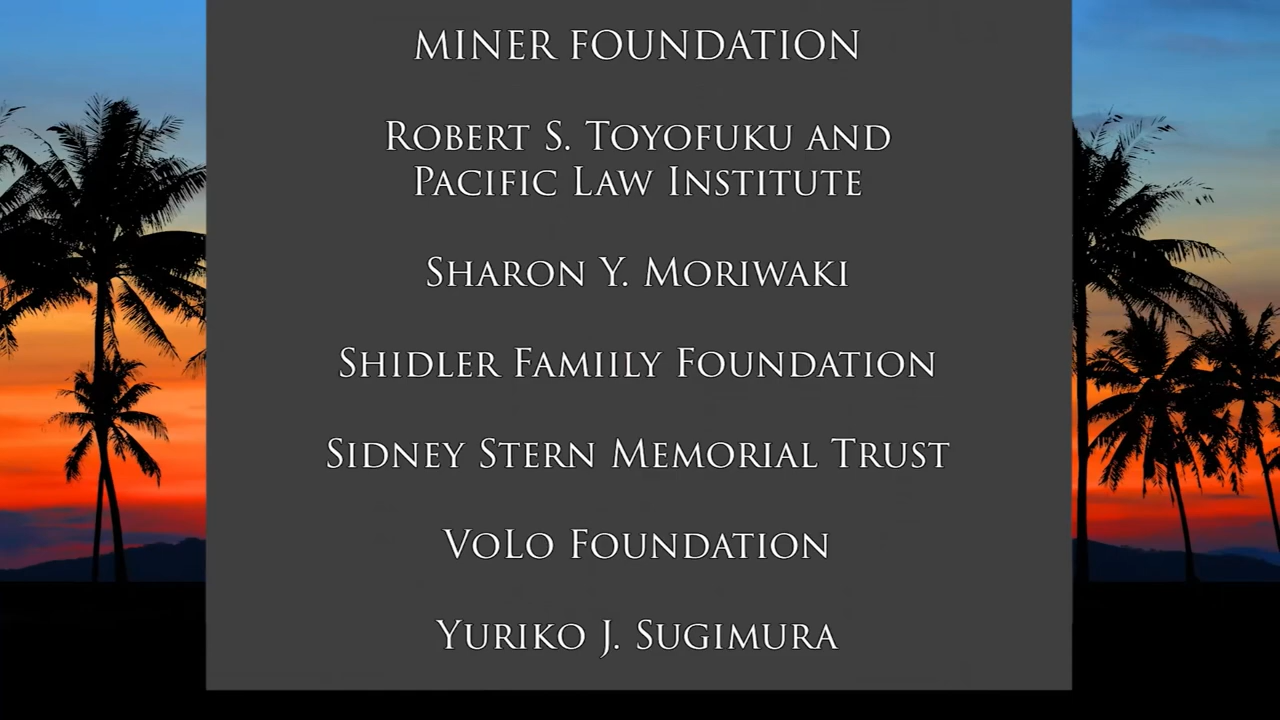 MINER FOUNDATION
ROBERT S. TOYOFUKU AND
PACIFIC LAW INSTITUTE
SHARON Y. MORIWAKI
SHIDLER FAMIILY FOUNDATION
SIDNEY STERN MEMORIAL TRUST
VOLO FOUNDATION
YURIKO J. SUGIMURA